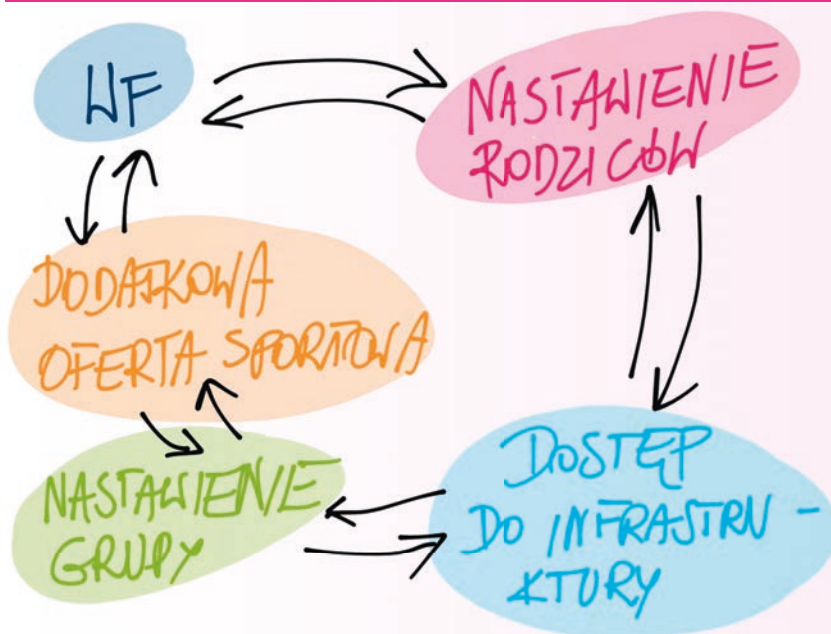 WF
NASTAWIENIE
RODZICÓW
DODATKOWA
OFERTA SPORTOWA
NASTAWIENIE
GRUPY
DOSTĘP
DO INFRASTRU-
KTURY